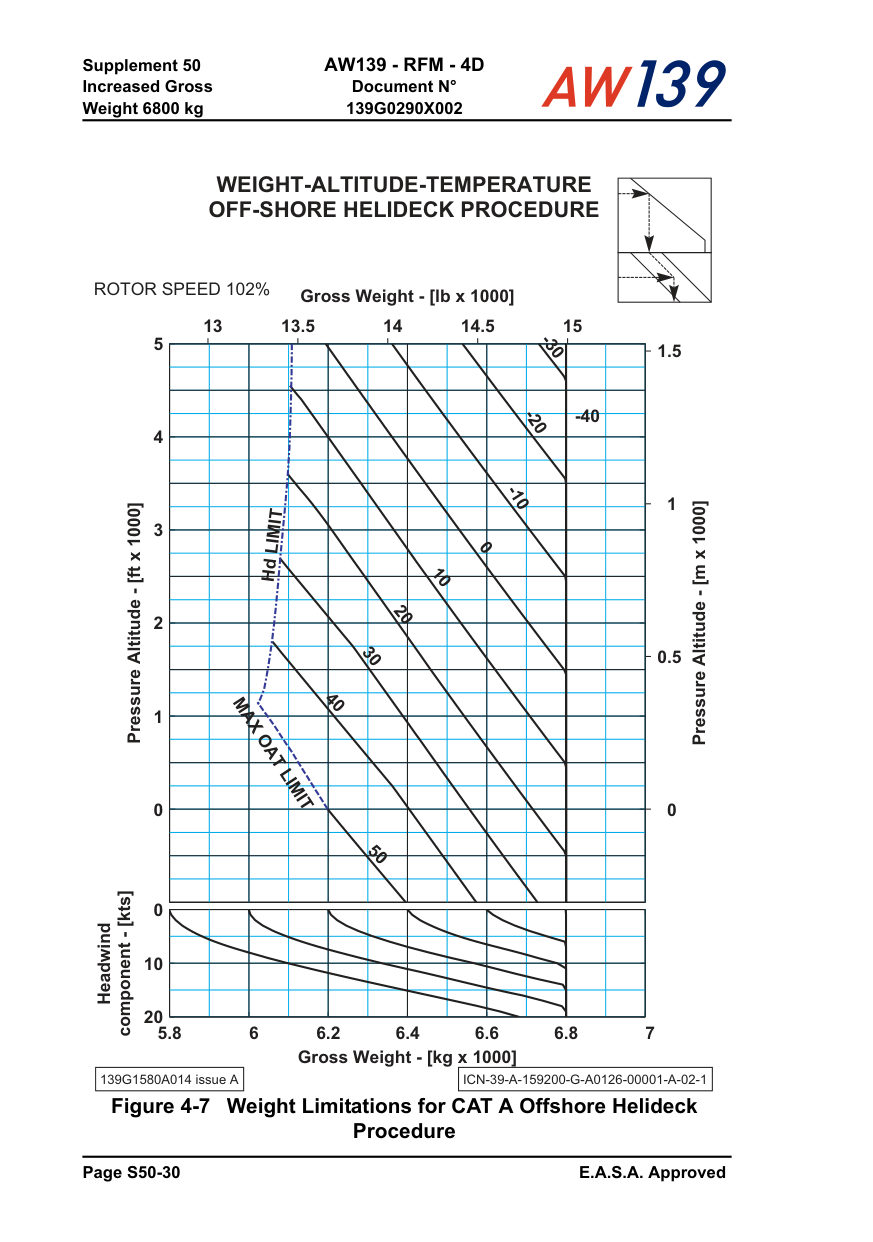 Supplement 50
Increased Gross
Weight 6800 kg
AW139 - RFM - 4D
Document N°
139G0290X002
AW139
WEIGHT-ALTITUDE-TEMPERATURE
OFF-SHORE HELIDECK PROCEDURE
ROTOR SPEED 102%
Gross Weight - [lb x 1000]
13 13.5 14 14.5 15
5
4
3
2
1
0
Pressure Altitude - [ft x 1000]
1.5
1
0.5
0
Pressure Altitude - [m x 1000]
-30
-40
-20
-10
0
10
20
30
40
50
Hd LIMIT
MAX OAT LIMIT
Headwind
component - [kts]
0
10
20
5.8 6 6.2 6.4 6.6 6.8 7
Gross Weight - [kg x 1000]
139G1580A014 issue A
ICN-39-A-159200-G-A0126-00001-A-02-1
Figure 4-7 Weight Limitations for CAT A Offshore Helideck
Procedure
Page S50-30
E.A.S.A. Approved